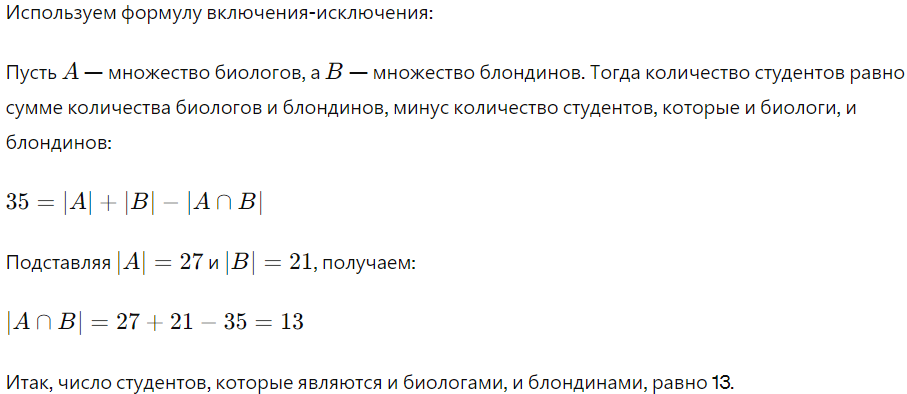 Используем формулу включения-исключения:
Пусть A — множество биологов, а B — множество блондинов. Тогда количество студентов равно
сумме количества биологов и блондинов, минус количество студентов, которые и биологи, и
блондинов:
35 = |A| + |B| − |A ∩ B|
Подставляя |A| = 27 и |B| = 21, получаем:
|A ∩ B| = 27 + 21 − 35 = 13
Итак, число студентов, которые являются и биологами, и блондинами, равно 13.